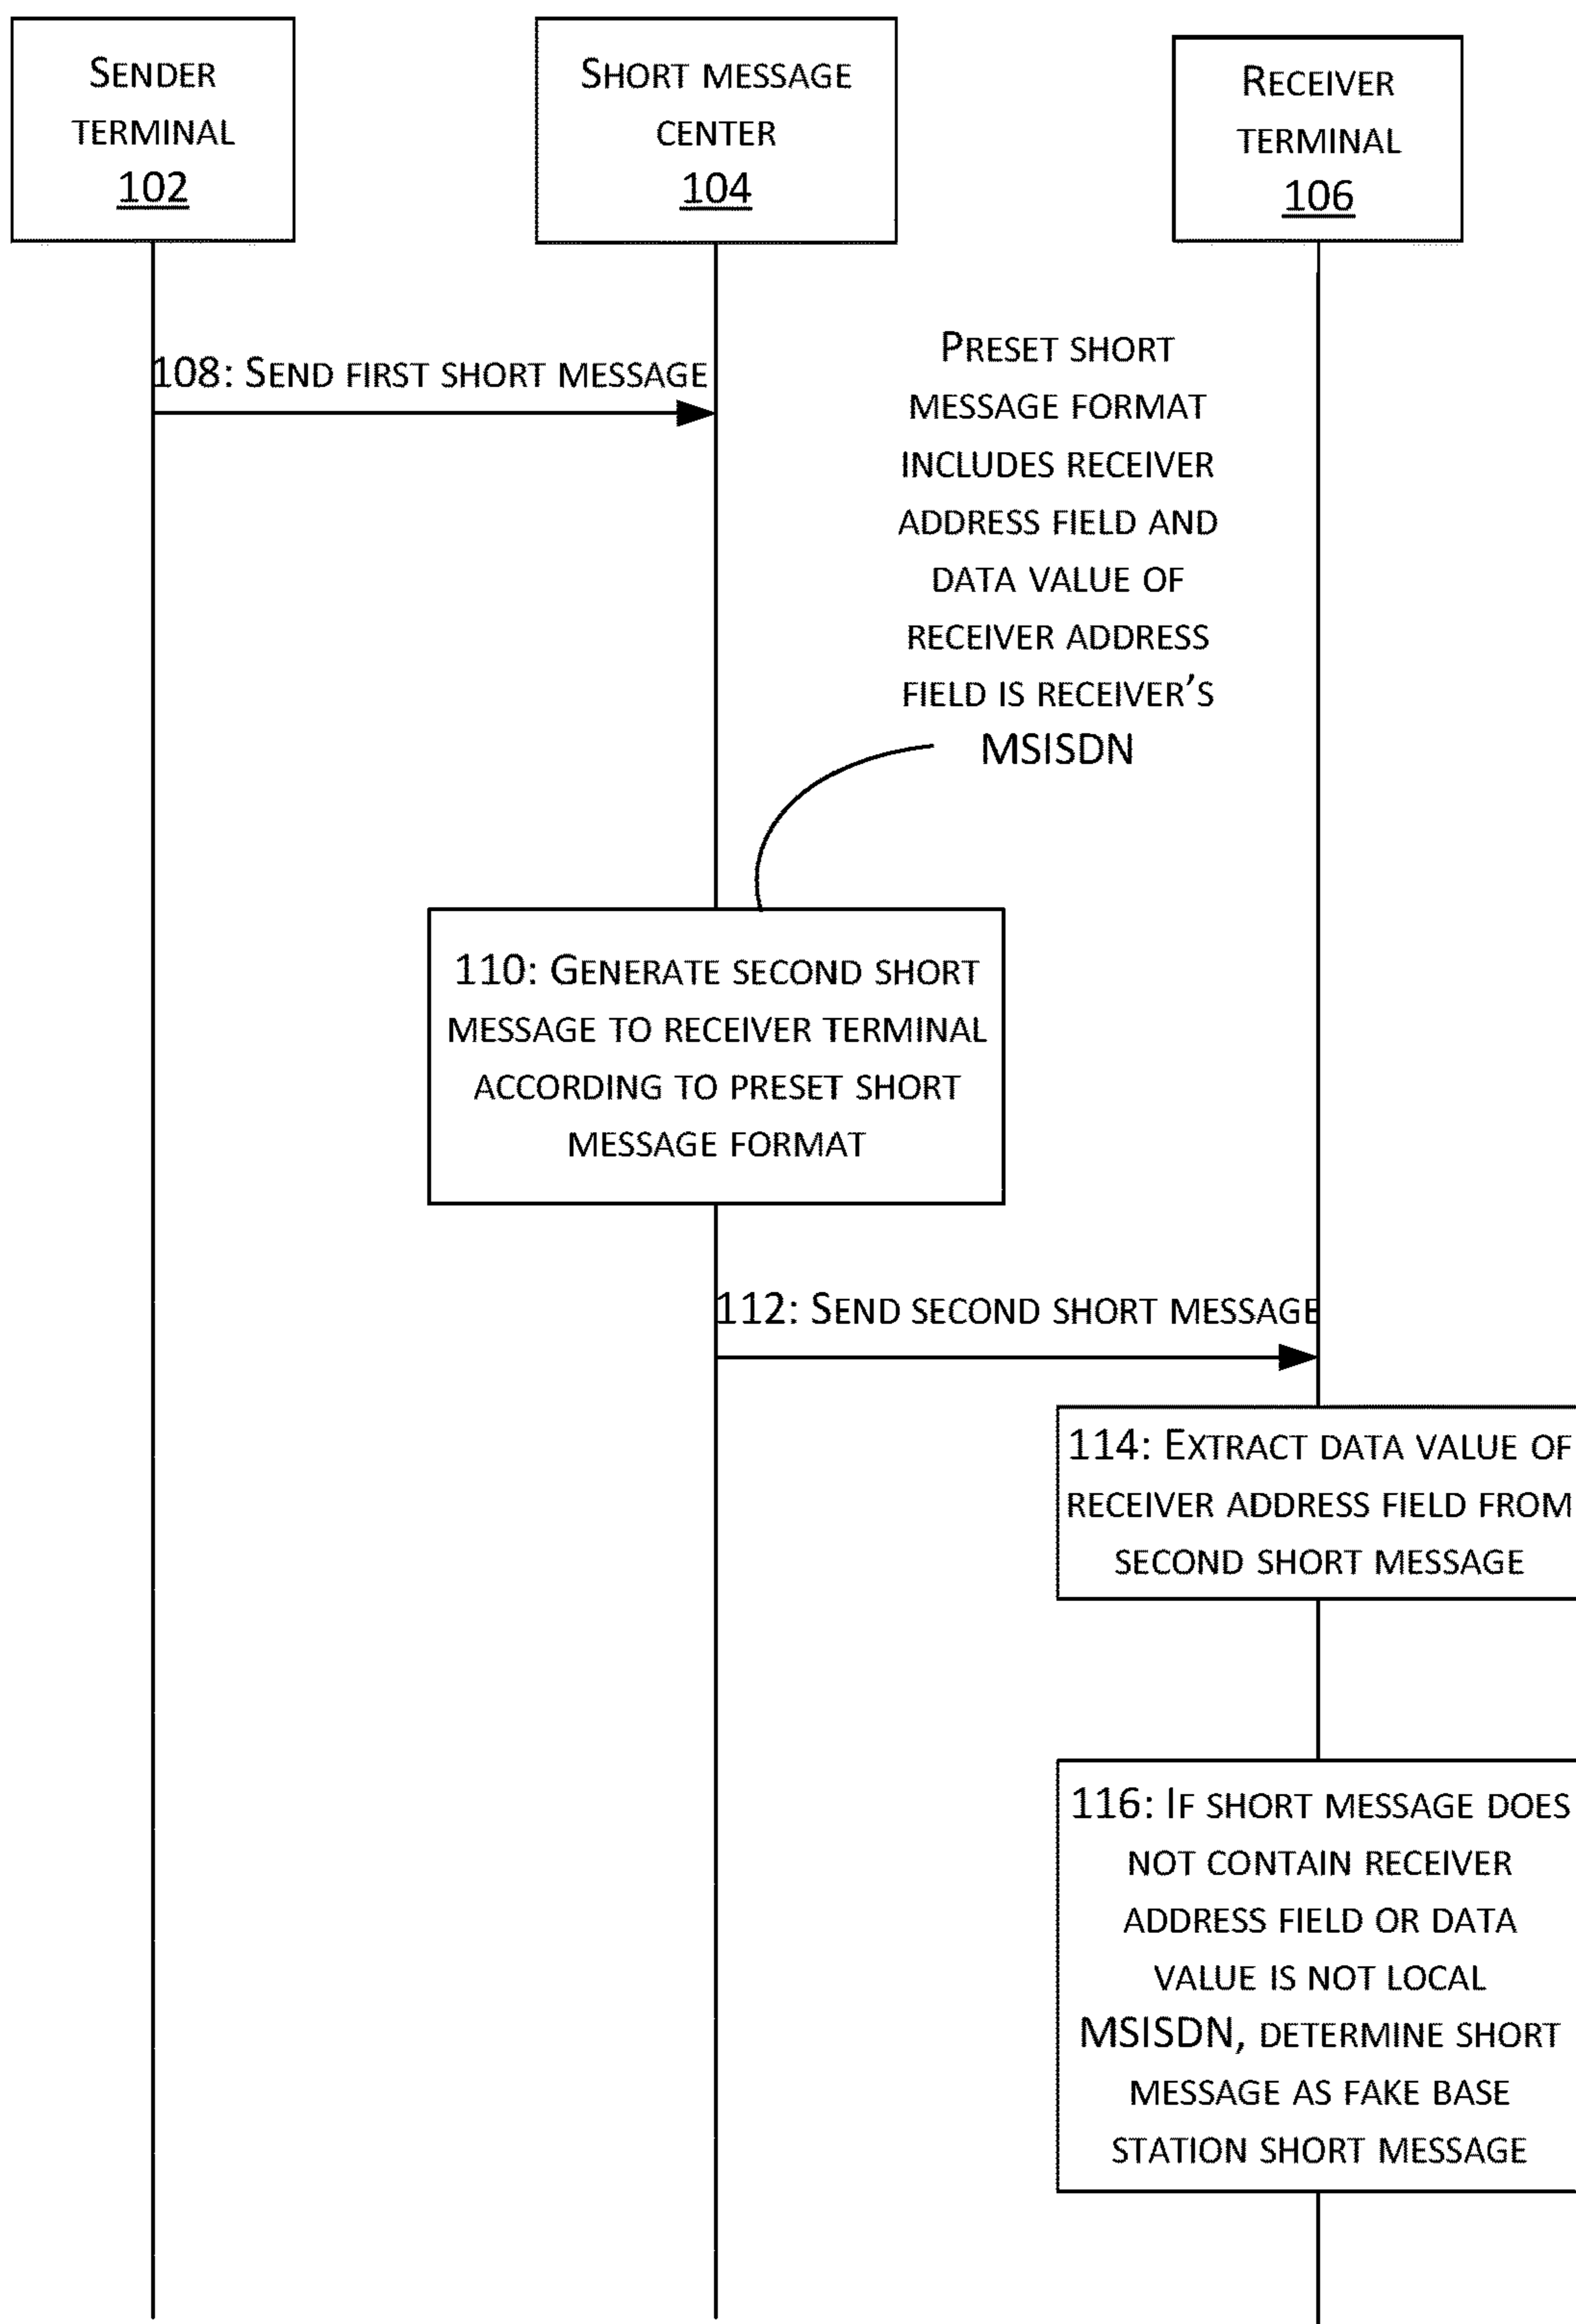 SENDER
TERMINAL
102
SHORT MESSAGE
CENTER
104
RECEIVER
TERMINAL
106
108: SEND FIRST SHORT MESSAGE
PRESET SHORT
MESSAGE FORMAT
INCLUDES RECEIVER
ADDRESS FIELD AND
DATA VALUE OF
RECEIVER ADDRESS
FIELD IS RECEIVER'S
MSISDN
110: GENERATE SECOND SHORT
MESSAGE TO RECEIVER TERMINAL
ACCORDING TO PRESET SHORT
MESSAGE FORMAT
112: SEND SECOND SHORT MESSAGE
114: EXTRACT DATA VALUE OF
RECEIVER ADDRESS FIELD FROM
SECOND SHORT MESSAGE
116: IF SHORT MESSAGE DOES
NOT CONTAIN RECEIVER
ADDRESS FIELD OR DATA
VALUE IS NOT LOCAL
MSISDN, DETERMINE SHORT
MESSAGE AS FAKE BASE
STATION SHORT MESSAGE